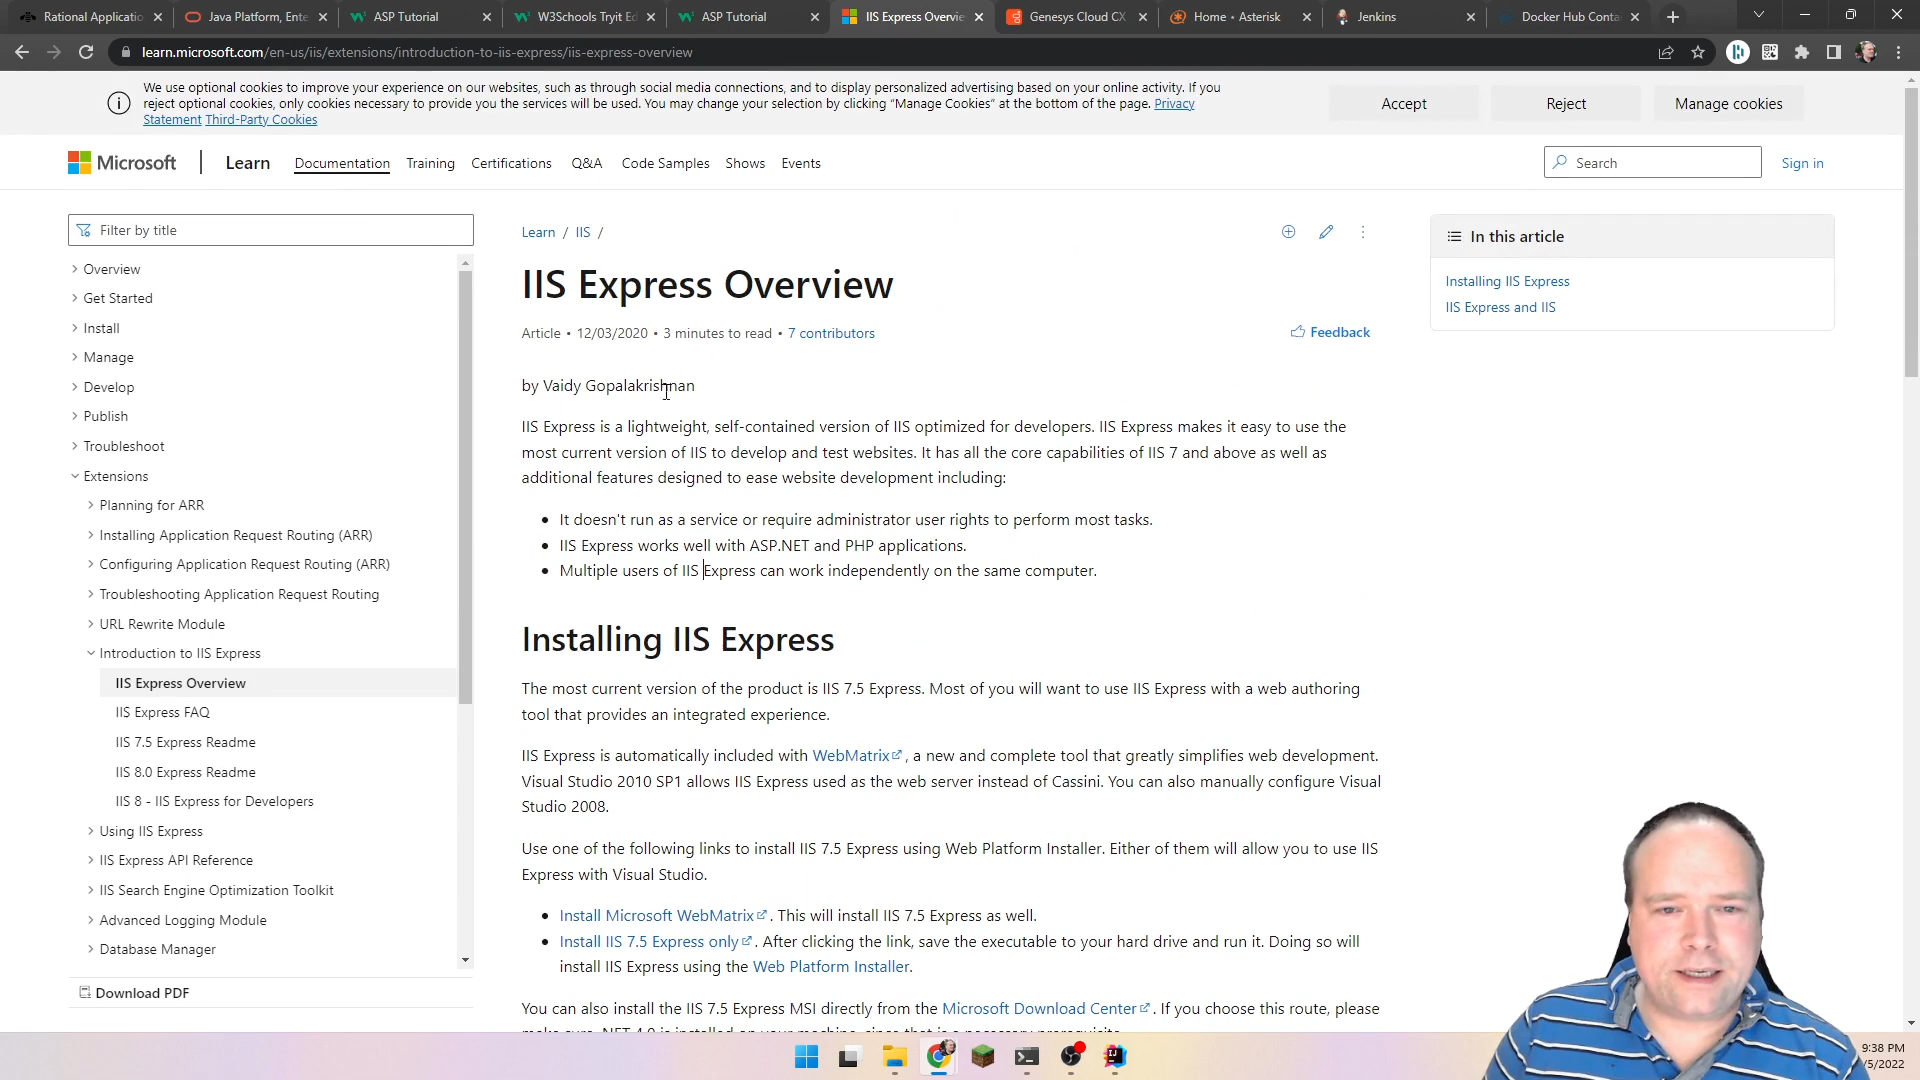 Rational Applicatio
Java Platform, Ente
ASP Tutorial
W3Schools Tryit Ed
ASP Tutorial
IIS Express Overvie
Genesys Cloud CX
Home • Asterisk
Jenkins
Docker Hub Conta
learn.microsoft.com/en-us/iis/extensions/introduction-to-iis-express/iis-express-overview
We use optional cookies to improve your experience on our websites, such as through social media connections, and to display personalized advertising based on your online activity. If you
reject optional cookies, only cookies necessary to provide you the services will be used. You may change your selection by clicking “Manage Cookies” at the bottom of the page. Privacy
Statement Third-Party Cookies
Accept
Reject
Manage cookies
Microsoft
Learn
Documentation
Training
Certifications
Q&A
Code Samples
Shows
Events
Search
Sign in
Filter by title
Overview
Get Started
Install
Manage
Develop
Publish
Troubleshoot
Extensions
Planning for ARR
Installing Application Request Routing (ARR)
Configuring Application Request Routing (ARR)
Troubleshooting Application Request Routing
URL Rewrite Module
Introduction to IIS Express
IIS Express Overview
IIS Express FAQ
IIS 7.5 Express Readme
IIS 8.0 Express Readme
IIS 8 - IIS Express for Developers
Using IIS Express
IIS Express API Reference
IIS Search Engine Optimization Toolkit
Advanced Logging Module
Database Manager
Download PDF
Learn / IIS /
IIS Express Overview
Article • 12/03/2020 • 3 minutes to read • 7 contributors
Feedback
by Vaidy Gopalakrishnan
IIS Express is a lightweight, self-contained version of IIS optimized for developers. IIS Express makes it easy to use the
most current version of IIS to develop and test websites. It has all the core capabilities of IIS 7 and above as well as
additional features designed to ease website development including:
• It doesn't run as a service or require administrator user rights to perform most tasks.
• IIS Express works well with ASP.NET and PHP applications.
• Multiple users of IIS Express can work independently on the same computer.
Installing IIS Express
The most current version of the product is IIS 7.5 Express. Most of you will want to use IIS Express with a web authoring
tool that provides an integrated experience.
IIS Express is automatically included with WebMatrix, a new and complete tool that greatly simplifies web development.
Visual Studio 2010 SP1 allows IIS Express used as the web server instead of Cassini. You can also manually configure Visual
Studio 2008.
Use one of the following links to install IIS 7.5 Express using Web Platform Installer. Either of them will allow you to use IIS
Express with Visual Studio.
• Install Microsoft WebMatrix. This will install IIS 7.5 Express as well.
• Install IIS 7.5 Express only. After clicking the link, save the executable to your hard drive and run it. Doing so will
install IIS Express using the Web Platform Installer.
You can also install the IIS 7.5 Express MSI directly from the Microsoft Download Center. If you choose this route, please
make sure .NET 4.0 is installed on your machine, since that is a necessary prerequisite.
In this article
Installing IIS Express
IIS Express and IIS
9:38 PM
/5/2022